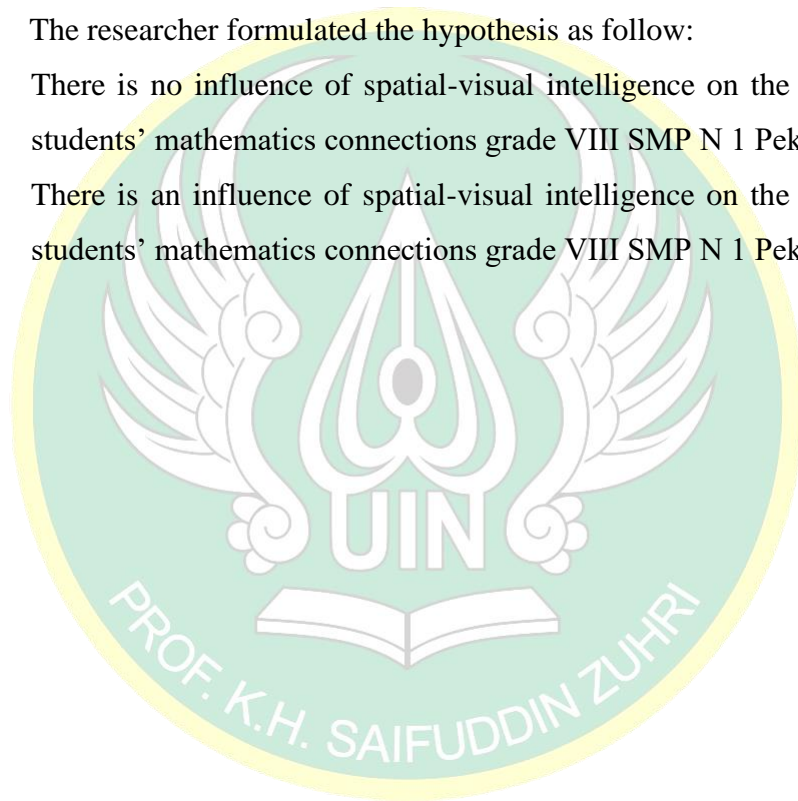 The researcher formulated the hypothesis as follow:
There is no influence of spatial-visual intelligence on the
students’ mathematics connections grade VIII SMP N 1 Pek
There is an influence of spatial-visual intelligence on the
students’ mathematics connections grade VIII SMP N 1 Pek
UIN
PROF. K.H. SAIFUDDIN ZUHRI